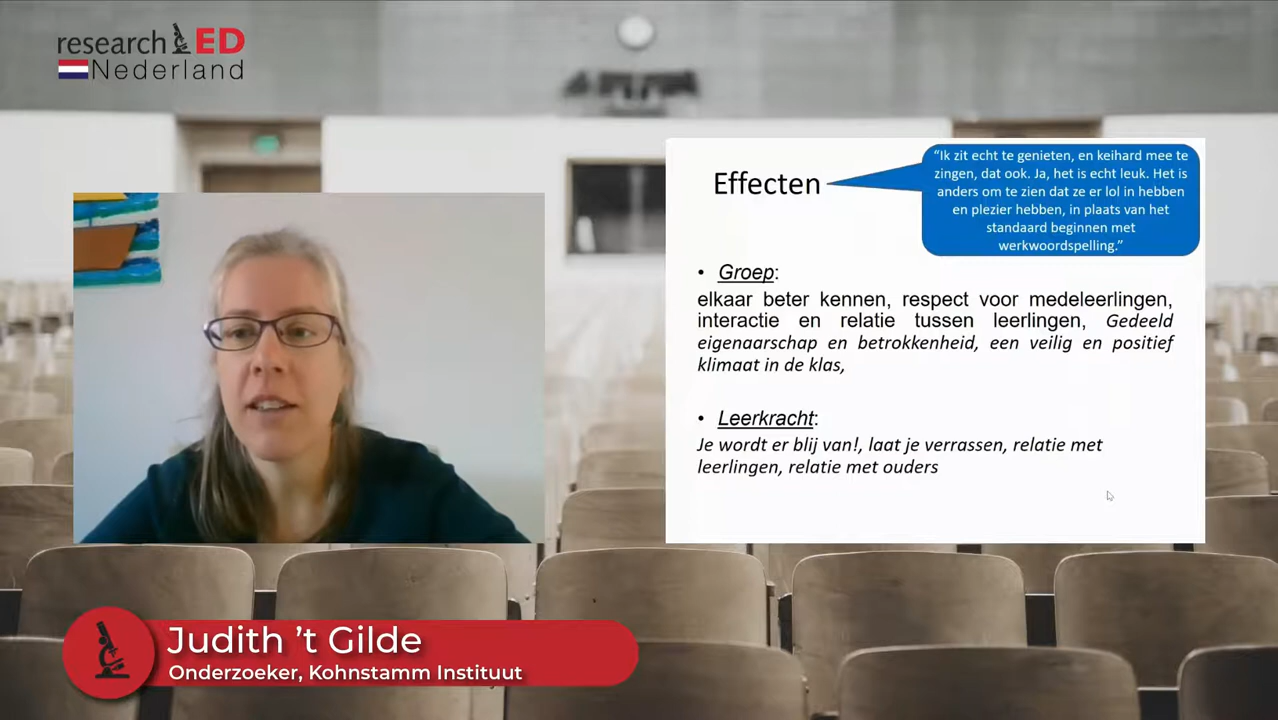 researchED
Nederland
Effecten
“Ik zit echt te genieten, en keihard mee te
zingen, dat ook. Ja, het is echt leuk. Het is
anders om te zien dat ze er lol in hebben
en plezier hebben, in plaats van het
standaard beginnen met
werkwoordspelling.”
• Groep:
elkaar beter kennen, respect voor medeleerlingen,
interactie en relatie tussen leerlingen, Gedeeld
eigenaarschap en betrokkenheid, een veilig en positief
klimaat in de klas,
• Leerkracht:
Je wordt er blij van!, laat je verrassen, relatie met
leerlingen, relatie met ouders
Judith ’t Gilde
Onderzoeker, Kohnstamm Instituut